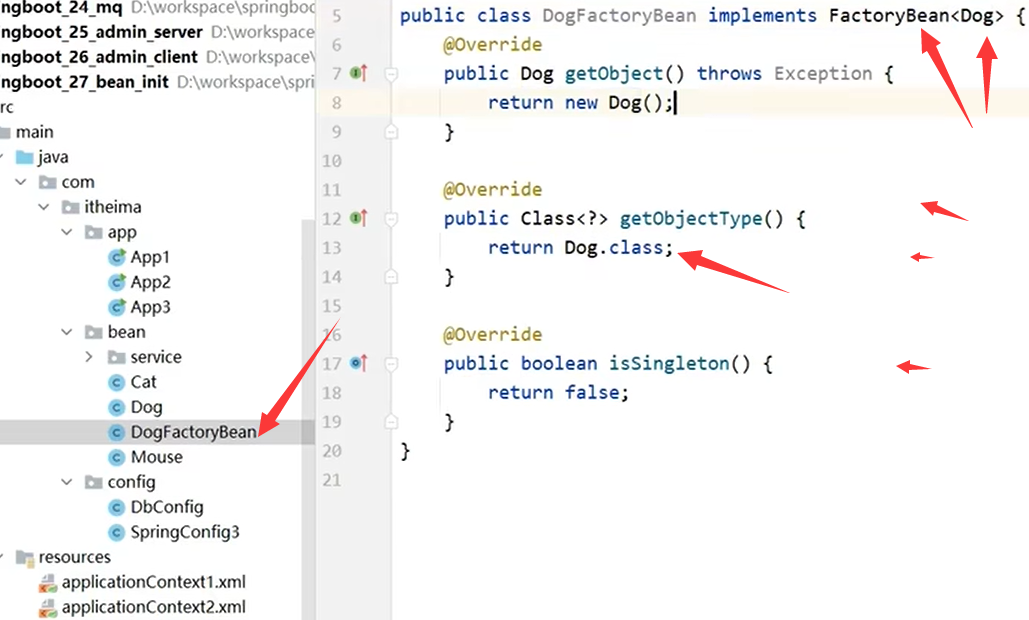 ngboot_24_mq D:\workspace\springboo
ngboot_25_admin_server D:\workspace
ngboot_26_admin_client D:\workspace
ngboot_27_bean_init D:\workspace\spri
rc
main
java
com
itheima
app
App1
App2
App3
bean
service
Cat
Dog
DogFactoryBean
Mouse
config
DbConfig
SpringConfig3
resources
applicationContext1.xml
applicationContext2.xml
5 public class DogFactoryBean implements FactoryBean<Dog> {
6 @Override
7 public Dog getObject() throws Exception {
8 return new Dog();
9 }
10
11 @Override
12 public Class<?> getObjectType() {
13 return Dog.class;
14 }
15
16 @Override
17 public boolean isSingleton() {
18 return false;
19 }
20 }
21